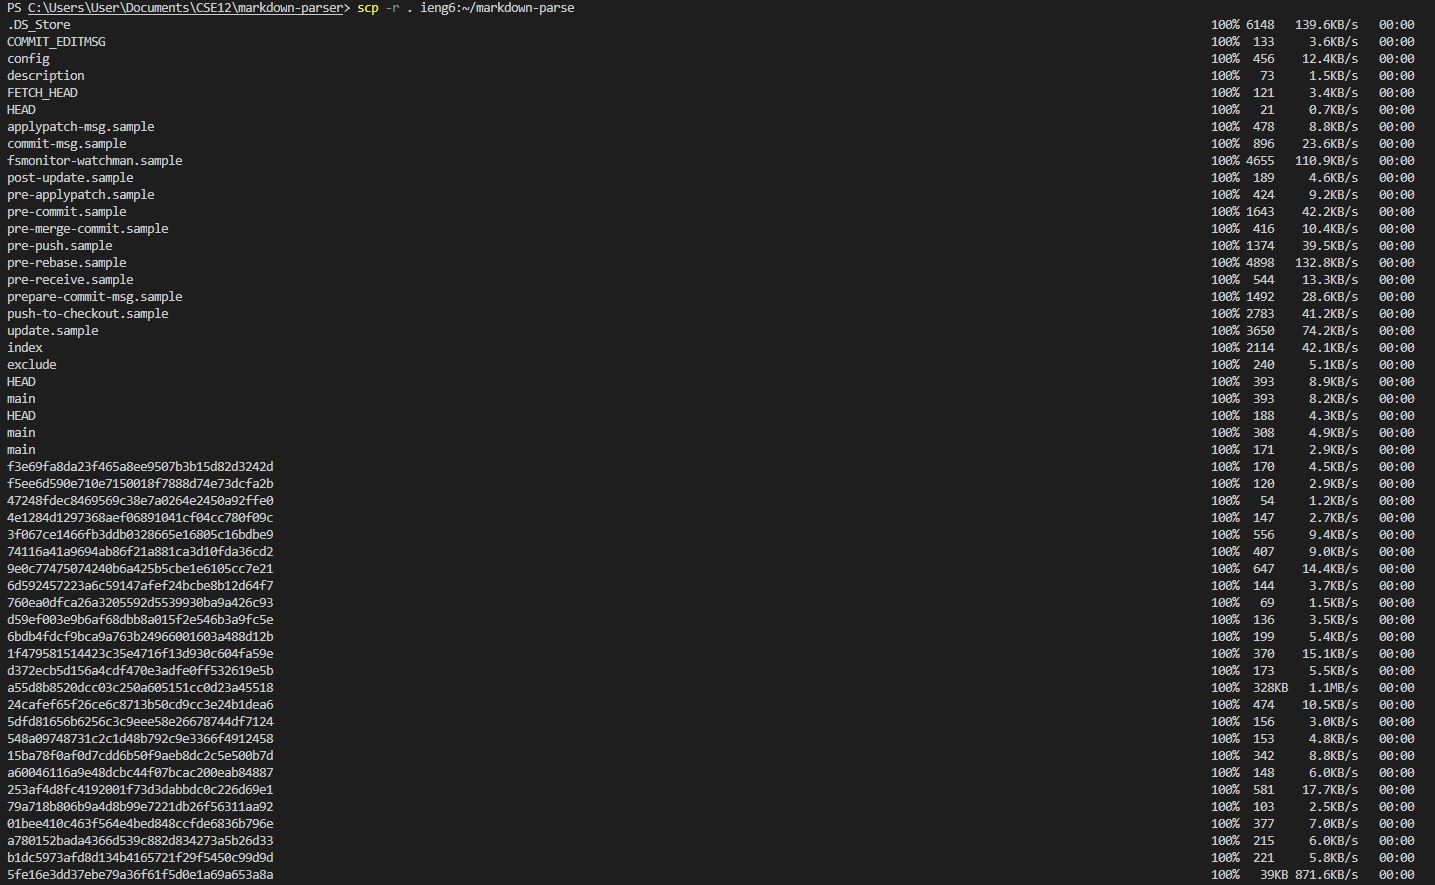 PS C:\Users\User\Documents\CSE12\markdown-parser> scp -r . ieng6:~/markdown-parse
.DS_Store 100% 6148 139.6KB/s 00:00
COMMIT_EDITMSG 100% 133 3.6KB/s 00:00
config 100% 456 12.4KB/s 00:00
description 100% 73 1.5KB/s 00:00
FETCH_HEAD 100% 121 3.4KB/s 00:00
HEAD 100% 21 0.7KB/s 00:00
applypatch-msg.sample 100% 478 8.8KB/s 00:00
commit-msg.sample 100% 896 23.6KB/s 00:00
fsmonitor-watchman.sample 100% 4655 110.9KB/s 00:00
post-update.sample 100% 189 4.6KB/s 00:00
pre-applypatch.sample 100% 424 9.2KB/s 00:00
pre-commit.sample 100% 1643 42.2KB/s 00:00
pre-merge-commit.sample 100% 416 10.4KB/s 00:00
pre-push.sample 100% 1374 39.5KB/s 00:00
pre-rebase.sample 100% 4898 132.8KB/s 00:00
pre-receive.sample 100% 544 13.3KB/s 00:00
prepare-commit-msg.sample 100% 1492 28.6KB/s 00:00
push-to-checkout.sample 100% 2783 41.2KB/s 00:00
update.sample 100% 3650 74.2KB/s 00:00
index 100% 2114 42.1KB/s 00:00
exclude 100% 240 5.1KB/s 00:00
HEAD 100% 393 8.9KB/s 00:00
main 100% 393 8.2KB/s 00:00
HEAD 100% 188 4.3KB/s 00:00
main 100% 308 4.9KB/s 00:00
main 100% 171 2.9KB/s 00:00
f3e69fa8da23f465a8ee9507b3b15d82d3242d 100% 170 4.5KB/s 00:00
f5ee6d590e710e7150018f7888d74e73dcfa2b 100% 120 2.9KB/s 00:00
47248fdec8469569c38e7a0264e2450a92ffe0 100% 54 1.2KB/s 00:00
4e1284d1297368aef06891041cf04cc780f09c 100% 147 2.7KB/s 00:00
3f067ce1466fb3ddb0328665e16805c16bdbe9 100% 556 9.4KB/s 00:00
74116a41a9694ab86f21a881ca3d10fda36cd2 100% 407 9.0KB/s 00:00
9e0c77475074240b6a425b5cbe1e6105cc7e21 100% 647 14.4KB/s 00:00
6d592457223a6c59147afef24bcbe8b12d64f7 100% 144 3.7KB/s 00:00
760ea0dfca26a3205592d5539930ba9a426c93 100% 69 1.5KB/s 00:00
d59ef003e9b6af68dbb8a015f2e546b3a9fc5e 100% 136 3.5KB/s 00:00
6bdb4fdcf9bca9a763b24966001603a488d12b 100% 199 5.4KB/s 00:00
1f479581514423c35e4716f13d930c604fa59e 100% 370 15.1KB/s 00:00
d372ecb5d156a4cdf470e3adfe0ff532619e5b 100% 173 5.5KB/s 00:00
a55d8b8520dcc03c250a605151cc0d23a45518 100% 328KB 1.1MB/s 00:00
24cafef65f26ce6c8713b50cd9cc3e24b1dea6 100% 474 10.5KB/s 00:00
5dfd81656b6256c3c9eee58e26678744df7124 100% 156 3.0KB/s 00:00
548a09748731c2c1d48b792c9e3366f4912458 100% 153 4.8KB/s 00:00
15ba78f0af0d7cdd6b50f9aeb8dc2c5e500b7d 100% 342 8.8KB/s 00:00
a60046116a9e48dcbc44f07bcac200eab84887 100% 148 6.0KB/s 00:00
253af4d8fc4192001f73d3dabbdc0c226d69e1 100% 581 17.7KB/s 00:00
79a718b806b9a4d8b99e7221db26f56311aa92 100% 103 2.5KB/s 00:00
01bee410c463f564e4bed848ccfde6836b796e 100% 377 7.0KB/s 00:00
a780152bada4366d539c882d834273a5b26d33 100% 215 6.0KB/s 00:00
b1dc5973afd8d134b4165721f29f5450c99d9d 100% 221 5.8KB/s 00:00
5fe16e3dd37ebe79a36f61f5d0e1a69a653a8a 100% 39KB 871.6KB/s 00:00